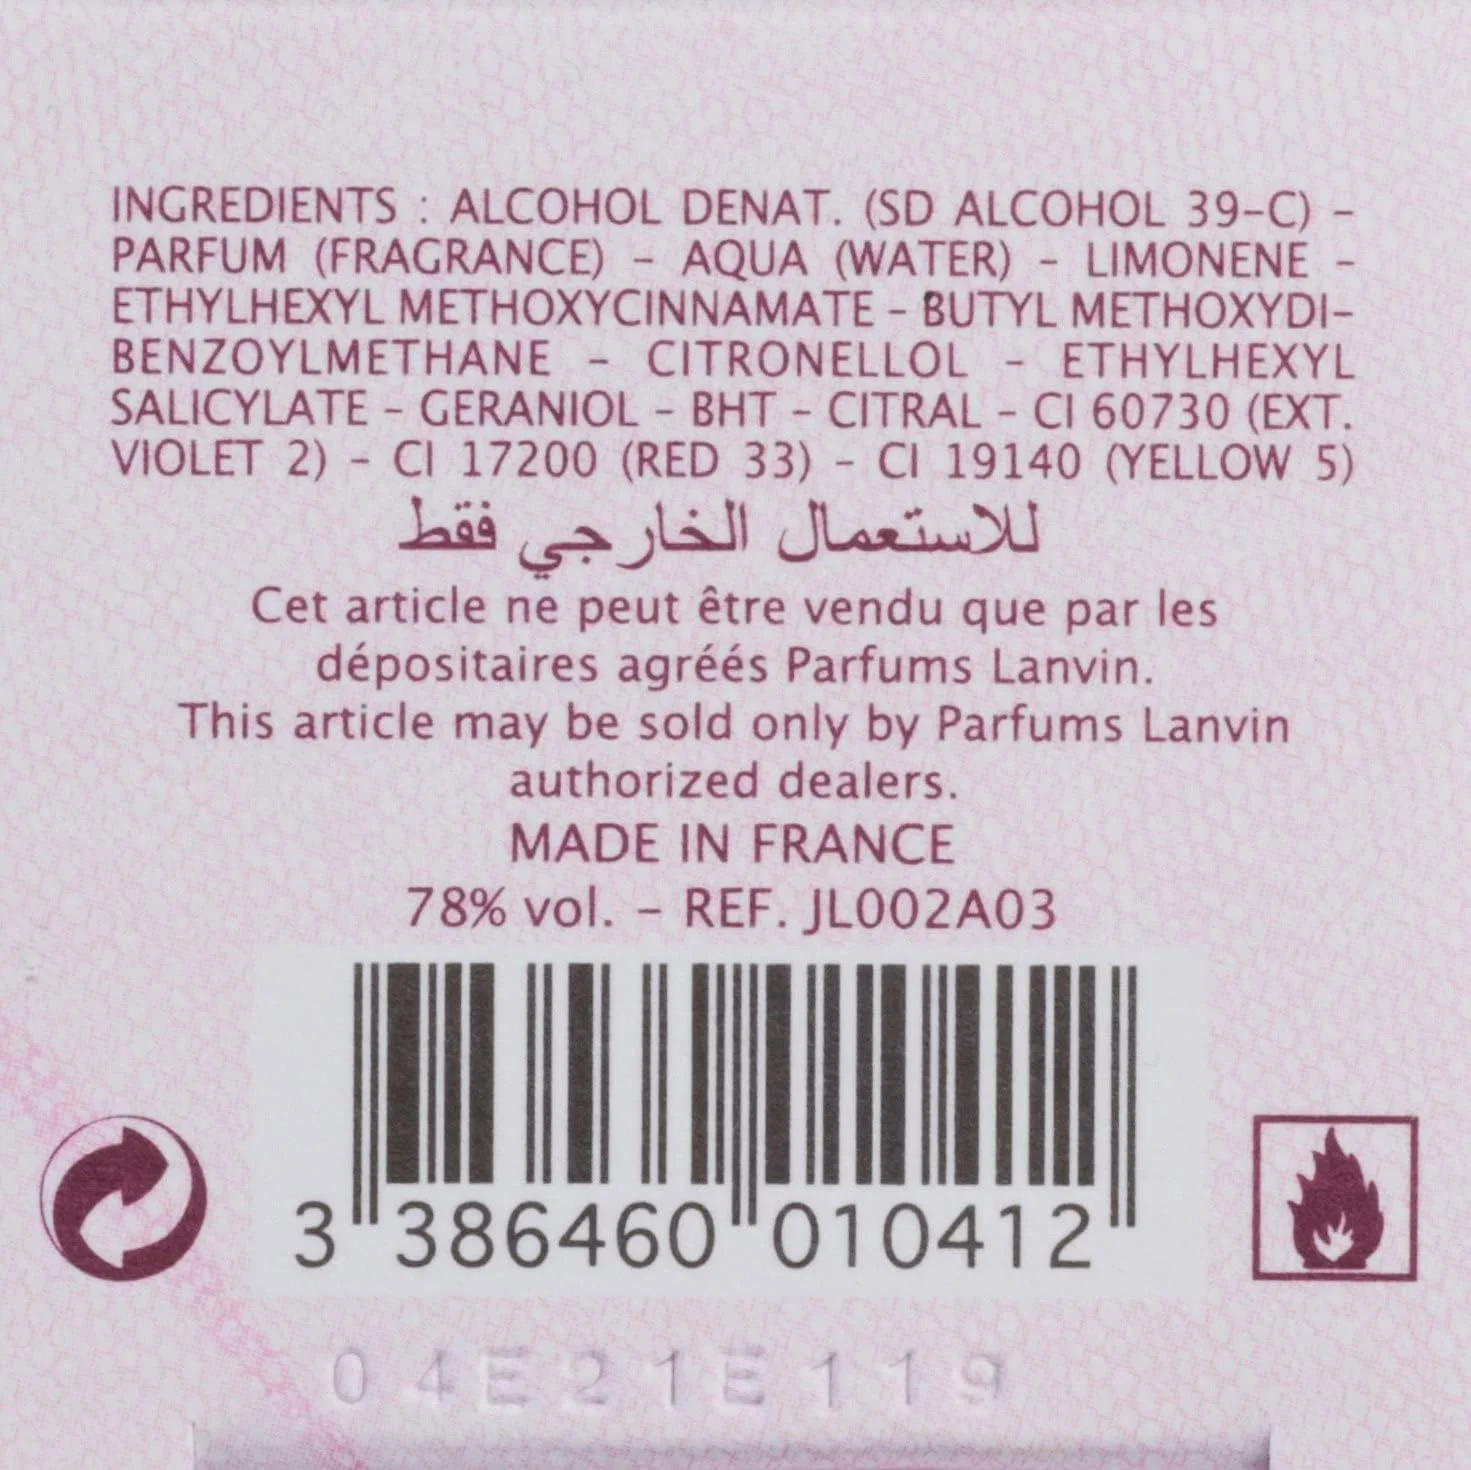 INGREDIENTS : ALCOHOL DENAT. (SD ALCOHOL 39-C) –
PARFUM (FRAGRANCE) – AQUA (WATER) – LIMONENE –
ETHYLHEXYL METHOXYCINNAMATE – BUTYL METHOXYDI-
BENZOYLMETHANE – CITRONELLOL – ETHYLHEXYL
SALICYLATE – GERANIOL – BHT – CITRAL – CI 60730 (EXT.
VIOLET 2) – CI 17200 (RED 33) – CI 19140 (YELLOW 5)
للاستعمال الخارجي فقط
Cet article ne peut être vendu que par les
dépositaires agréés Parfums Lanvin.
This article may be sold only by Parfums Lanvin
authorized dealers.
MADE IN FRANCE
78% vol. – REF. JL002A03
3 386460 010412
04E21E119